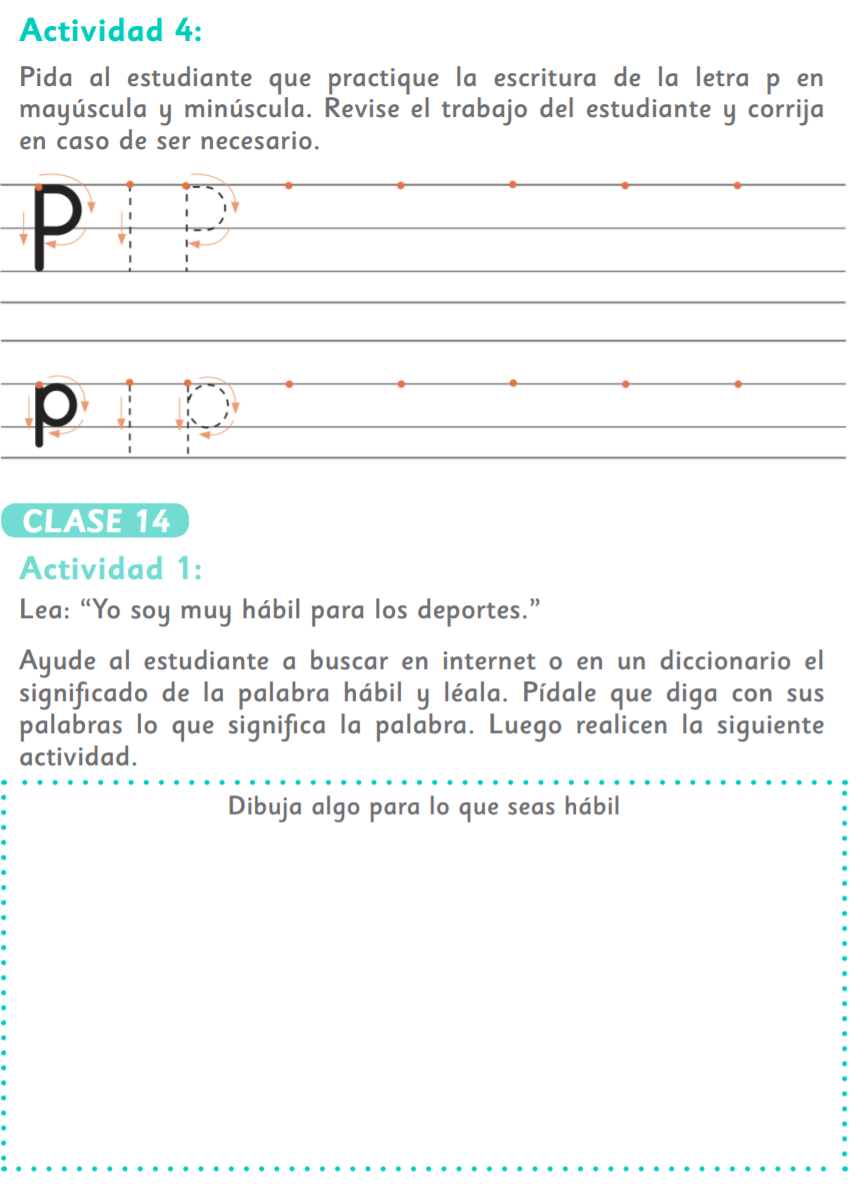 Actividad 4:
Pida al estudiante que practique la escritura de la letra p en
mayúscula y minúscula. Revise el trabajo del estudiante y corrija
en caso de ser necesario.
P P
p p
CLASE 14
Actividad 1:
Lea: “Yo soy muy hábil para los deportes.”
Ayude al estudiante a buscar en internet o en un diccionario el
significado de la palabra hábil y léala. Pídale que diga con sus
palabras lo que significa la palabra. Luego realicen la siguiente
actividad.
Dibuja algo para lo que seas hábil